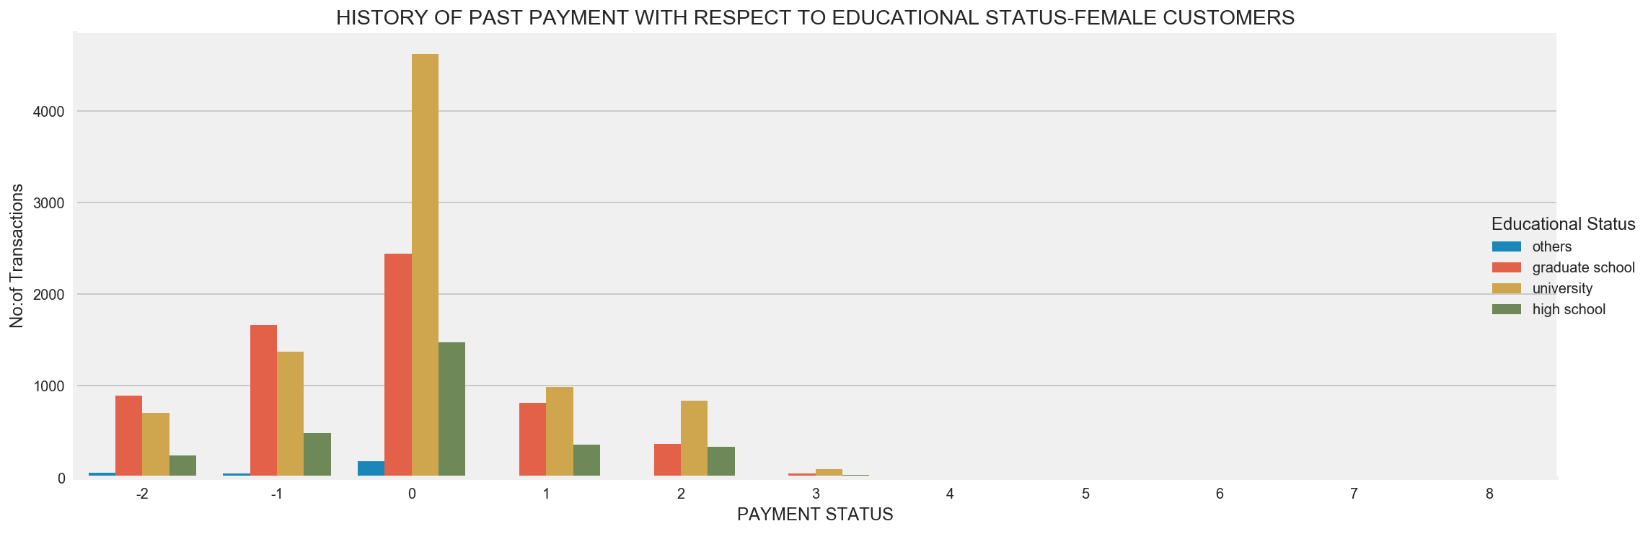 HISTORY OF PAST PAYMENT WITH RESPECT TO EDUCATIONAL STATUS-FEMALE CUSTOMERS
No:of Transactions
4000
3000
2000
1000
0
-2 -1 0 1 2 3 4 5 6 7 8
PAYMENT STATUS
Educational Status
others
graduate school
university
high school